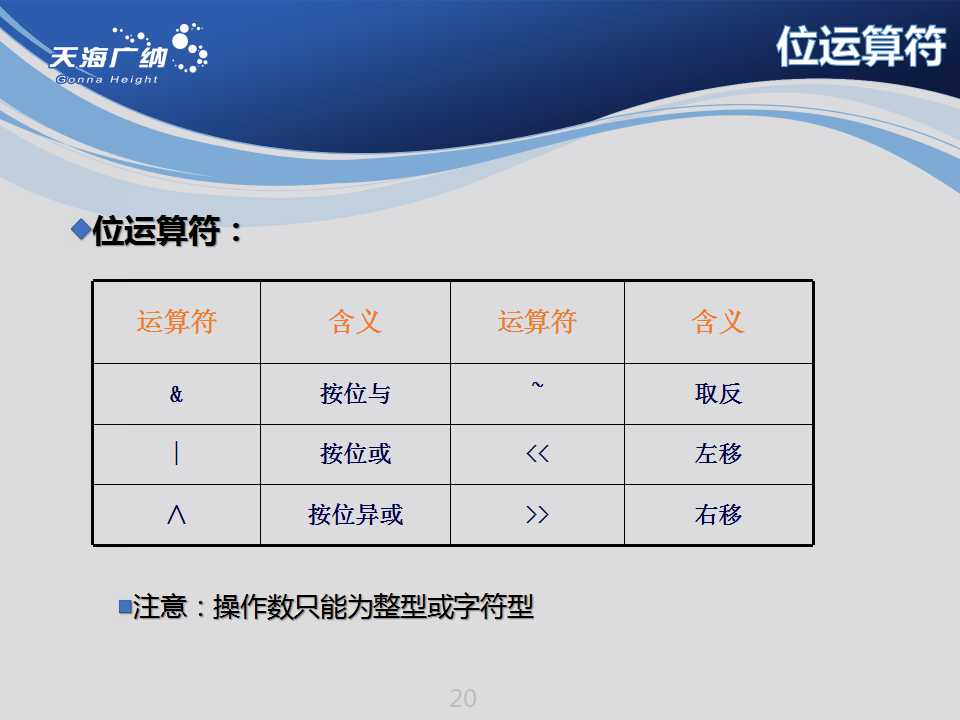 天海广纳
Gonna Height
位运算符
位运算符：
运算符 含义 运算符 含义
& 按位与 ~ 取反
| 按位或 << 左移
∧ 按位异或 >> 右移
注意：操作数只能为整型或字符型
20